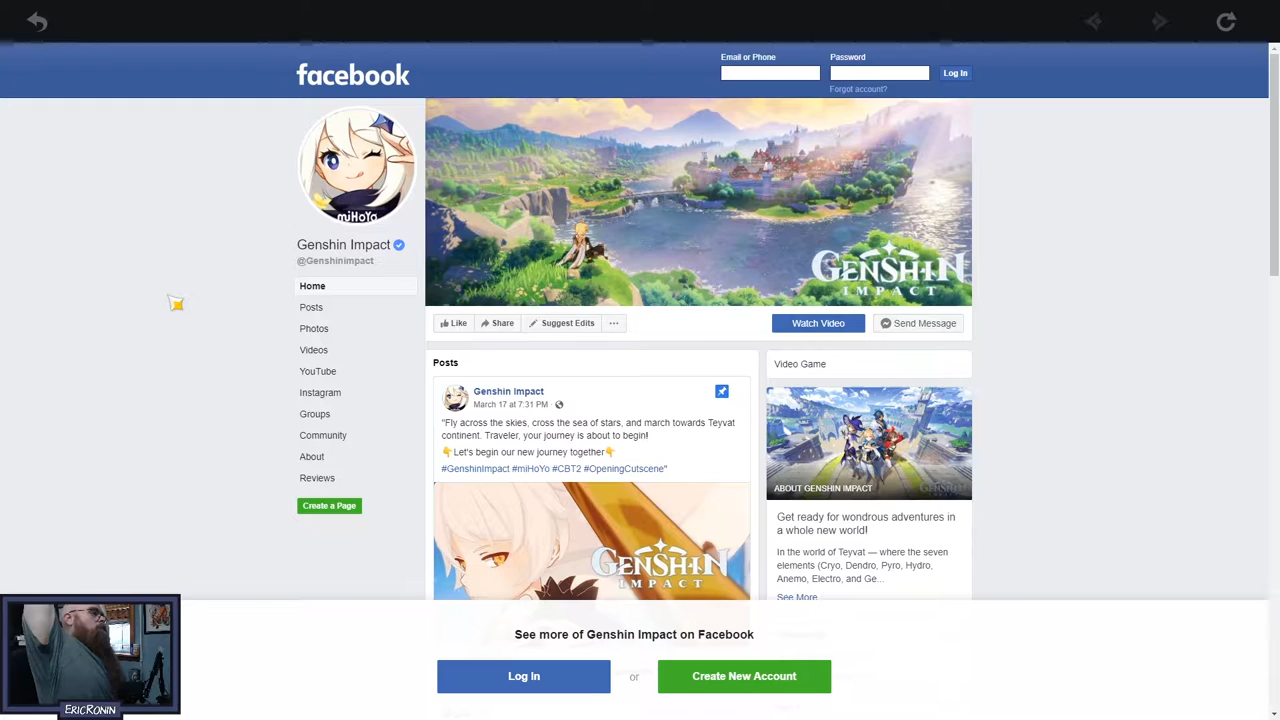 facebook
Email or Phone
Password
Log In
Forgot account?
miHoYo
Genshin Impact
@Genshinimpact
Home
Posts
Photos
Videos
YouTube
Instagram
Groups
Community
About
Reviews
Create a Page
GENSHIN
IMPACT
Like
Share
Suggest Edits
Watch Video
Send Message
Posts
Genshin Impact
March 17 at 7:31 PM ·
"Fly across the skies, cross the sea of stars, and march towards Teyvat
continent. Traveler, your journey is about to begin!
👇Let's begin our new journey together👇
#GenshinImpact #miHoYo #CBT2 #OpeningCutscene"
GENSHIN
IMPACT
Video Game
ABOUT GENSHIN IMPACT
GENSHIN
Get ready for wondrous adventures in
a whole new world!
In the world of Teyvat — where the seven
elements (Cryo, Dendro, Pyro, Hydro,
Anemo, Electro, and Ge...
See More
See more of Genshin Impact on Facebook
Log In
or
Create New Account
ERICRONIN